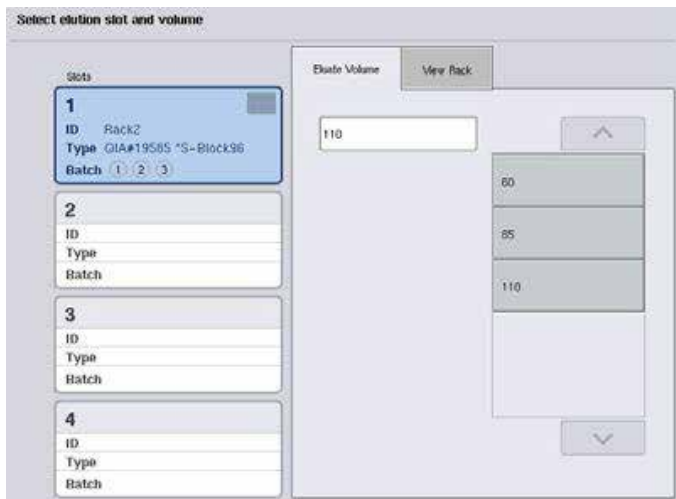 Select elution slot and volume
Slots
1
ID Rack2
Type QIA#19585 *S-Block96
Batch 1 2 3
2
ID
Type
Batch
3
ID
Type
Batch
4
ID
Type
Batch
Eluate Volume
View Rack
110
60
85
110